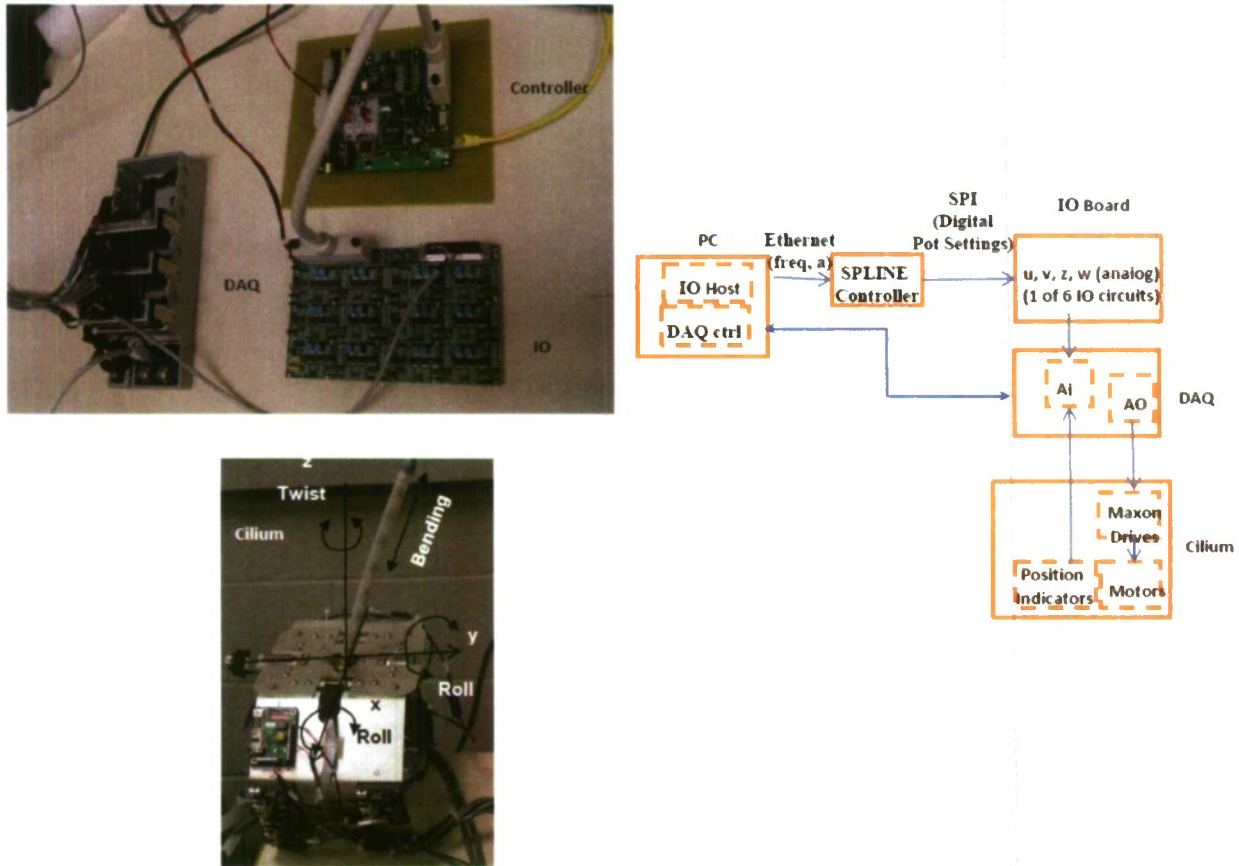 Controller
DAQ
IO
z
Twist
Cilium
Bending
y
Roll
x
Roll
PC
Ethernet
(freq, a)
SPI
(Digital
Pot Settings)
IO Board
IO Host
DAQ ctrl
SPLINE
Controller
u, v, z, w (analog)
(1 of 6 IO circuits)
Ai
AO
DAQ
Maxon
Drives
Cilium
Position
Indicators
Motors